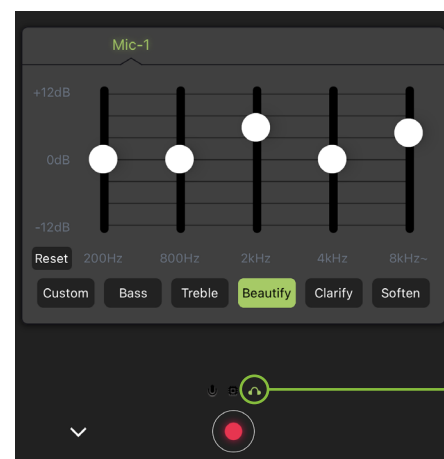 Mic-1
+12dB
0dB
-12dB
Reset 200Hz 800Hz 2kHz 4kHz 8kHz~
Custom Bass Treble Beautify Clarify Soften